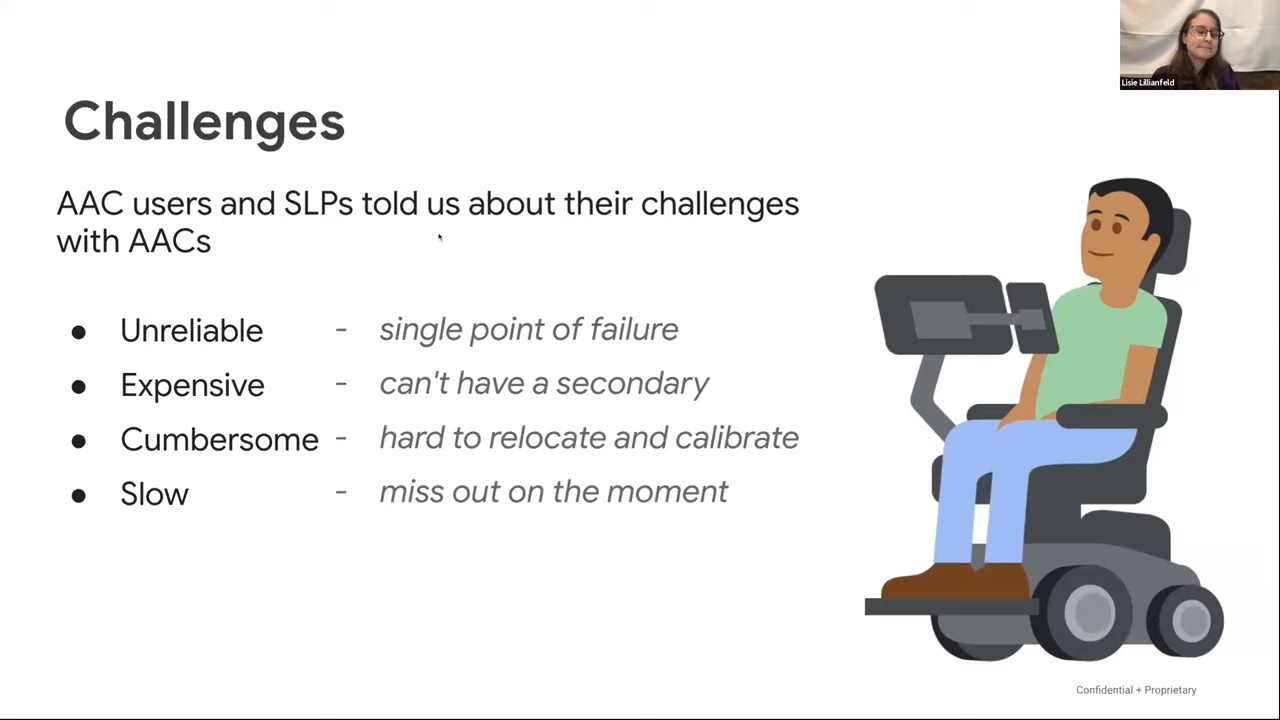 Lisie Lillianfeld
Challenges
AAC users and SLPs told us about their challenges
with AACs
● Unreliable - single point of failure
● Expensive - can't have a secondary
● Cumbersome - hard to relocate and calibrate
● Slow - miss out on the moment
Confidential + Proprietary